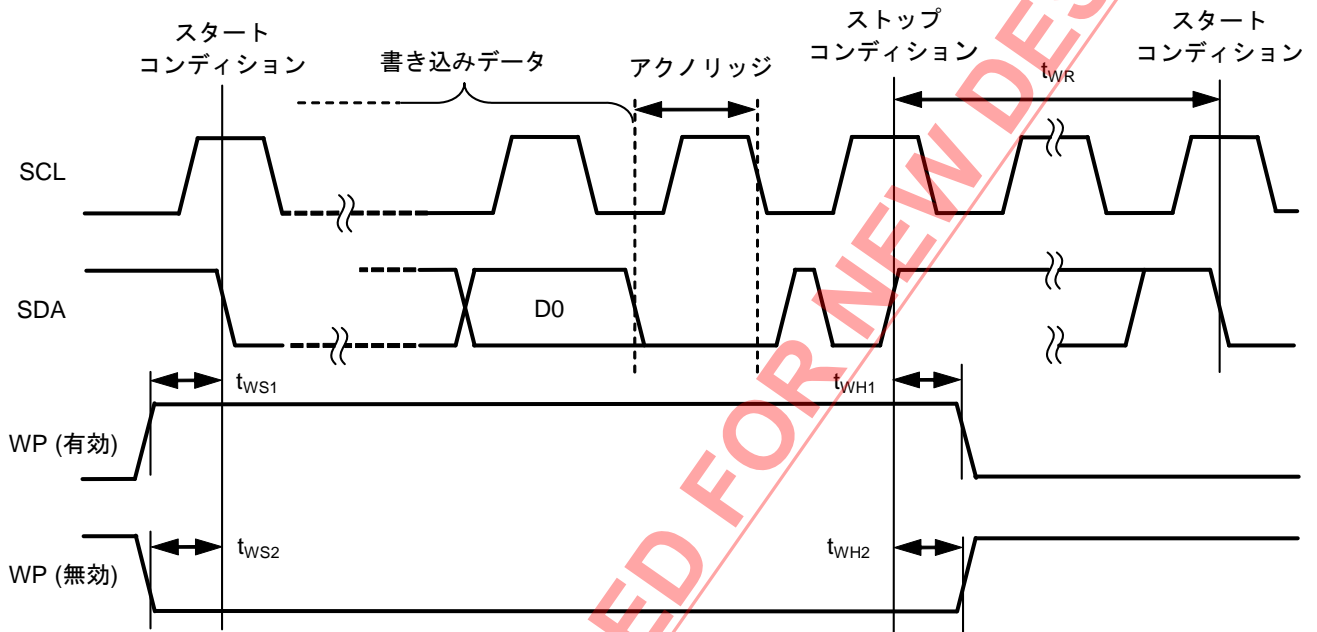 スタート
コンディション
書き込みデータ
アクノリッジ
ストップ
コンディション
スタート
コンディション
tWR
SCL
SDA
D0
tWS1
tWH1
WP (有効)
tWS2
tWH2
WP (無効)
ED FOR NEW DES